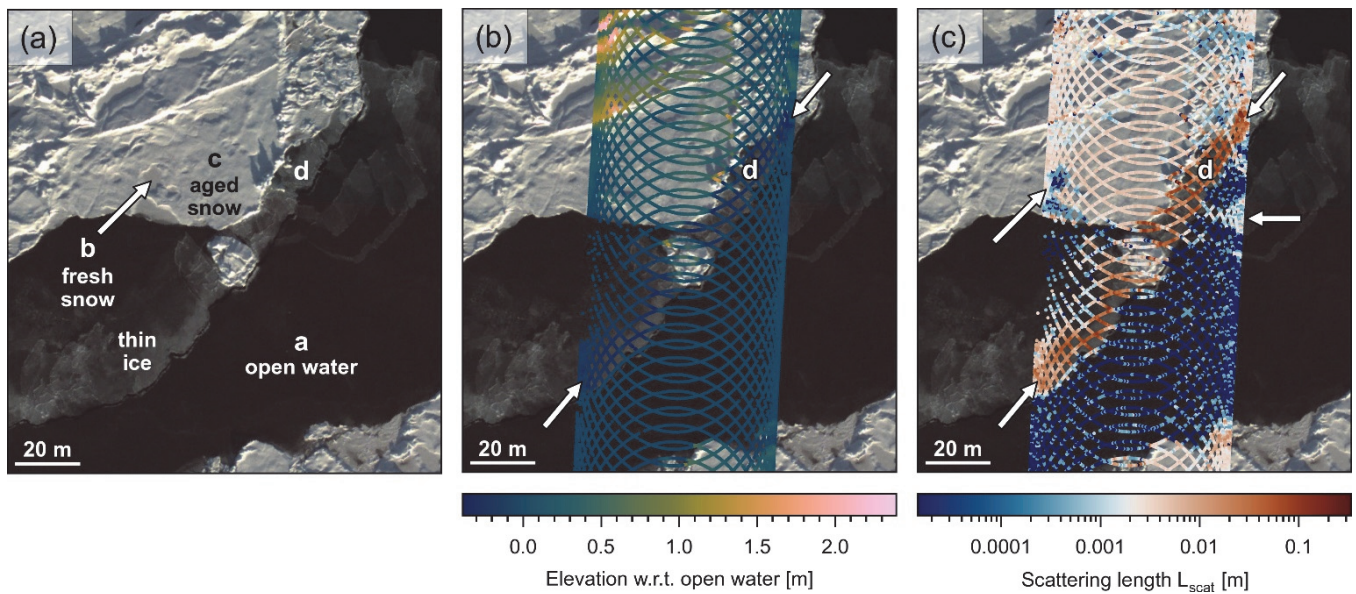 (a)
c
aged
snow
d
b
fresh
snow
thin
ice
a
open water
20 m
(b)
d
20 m
0.0 0.5 1.0 1.5 2.0
Elevation w.r.t. open water [m]
(c)
d
20 m
0.0001 0.001 0.01 0.1
Scattering length Lscat [m]